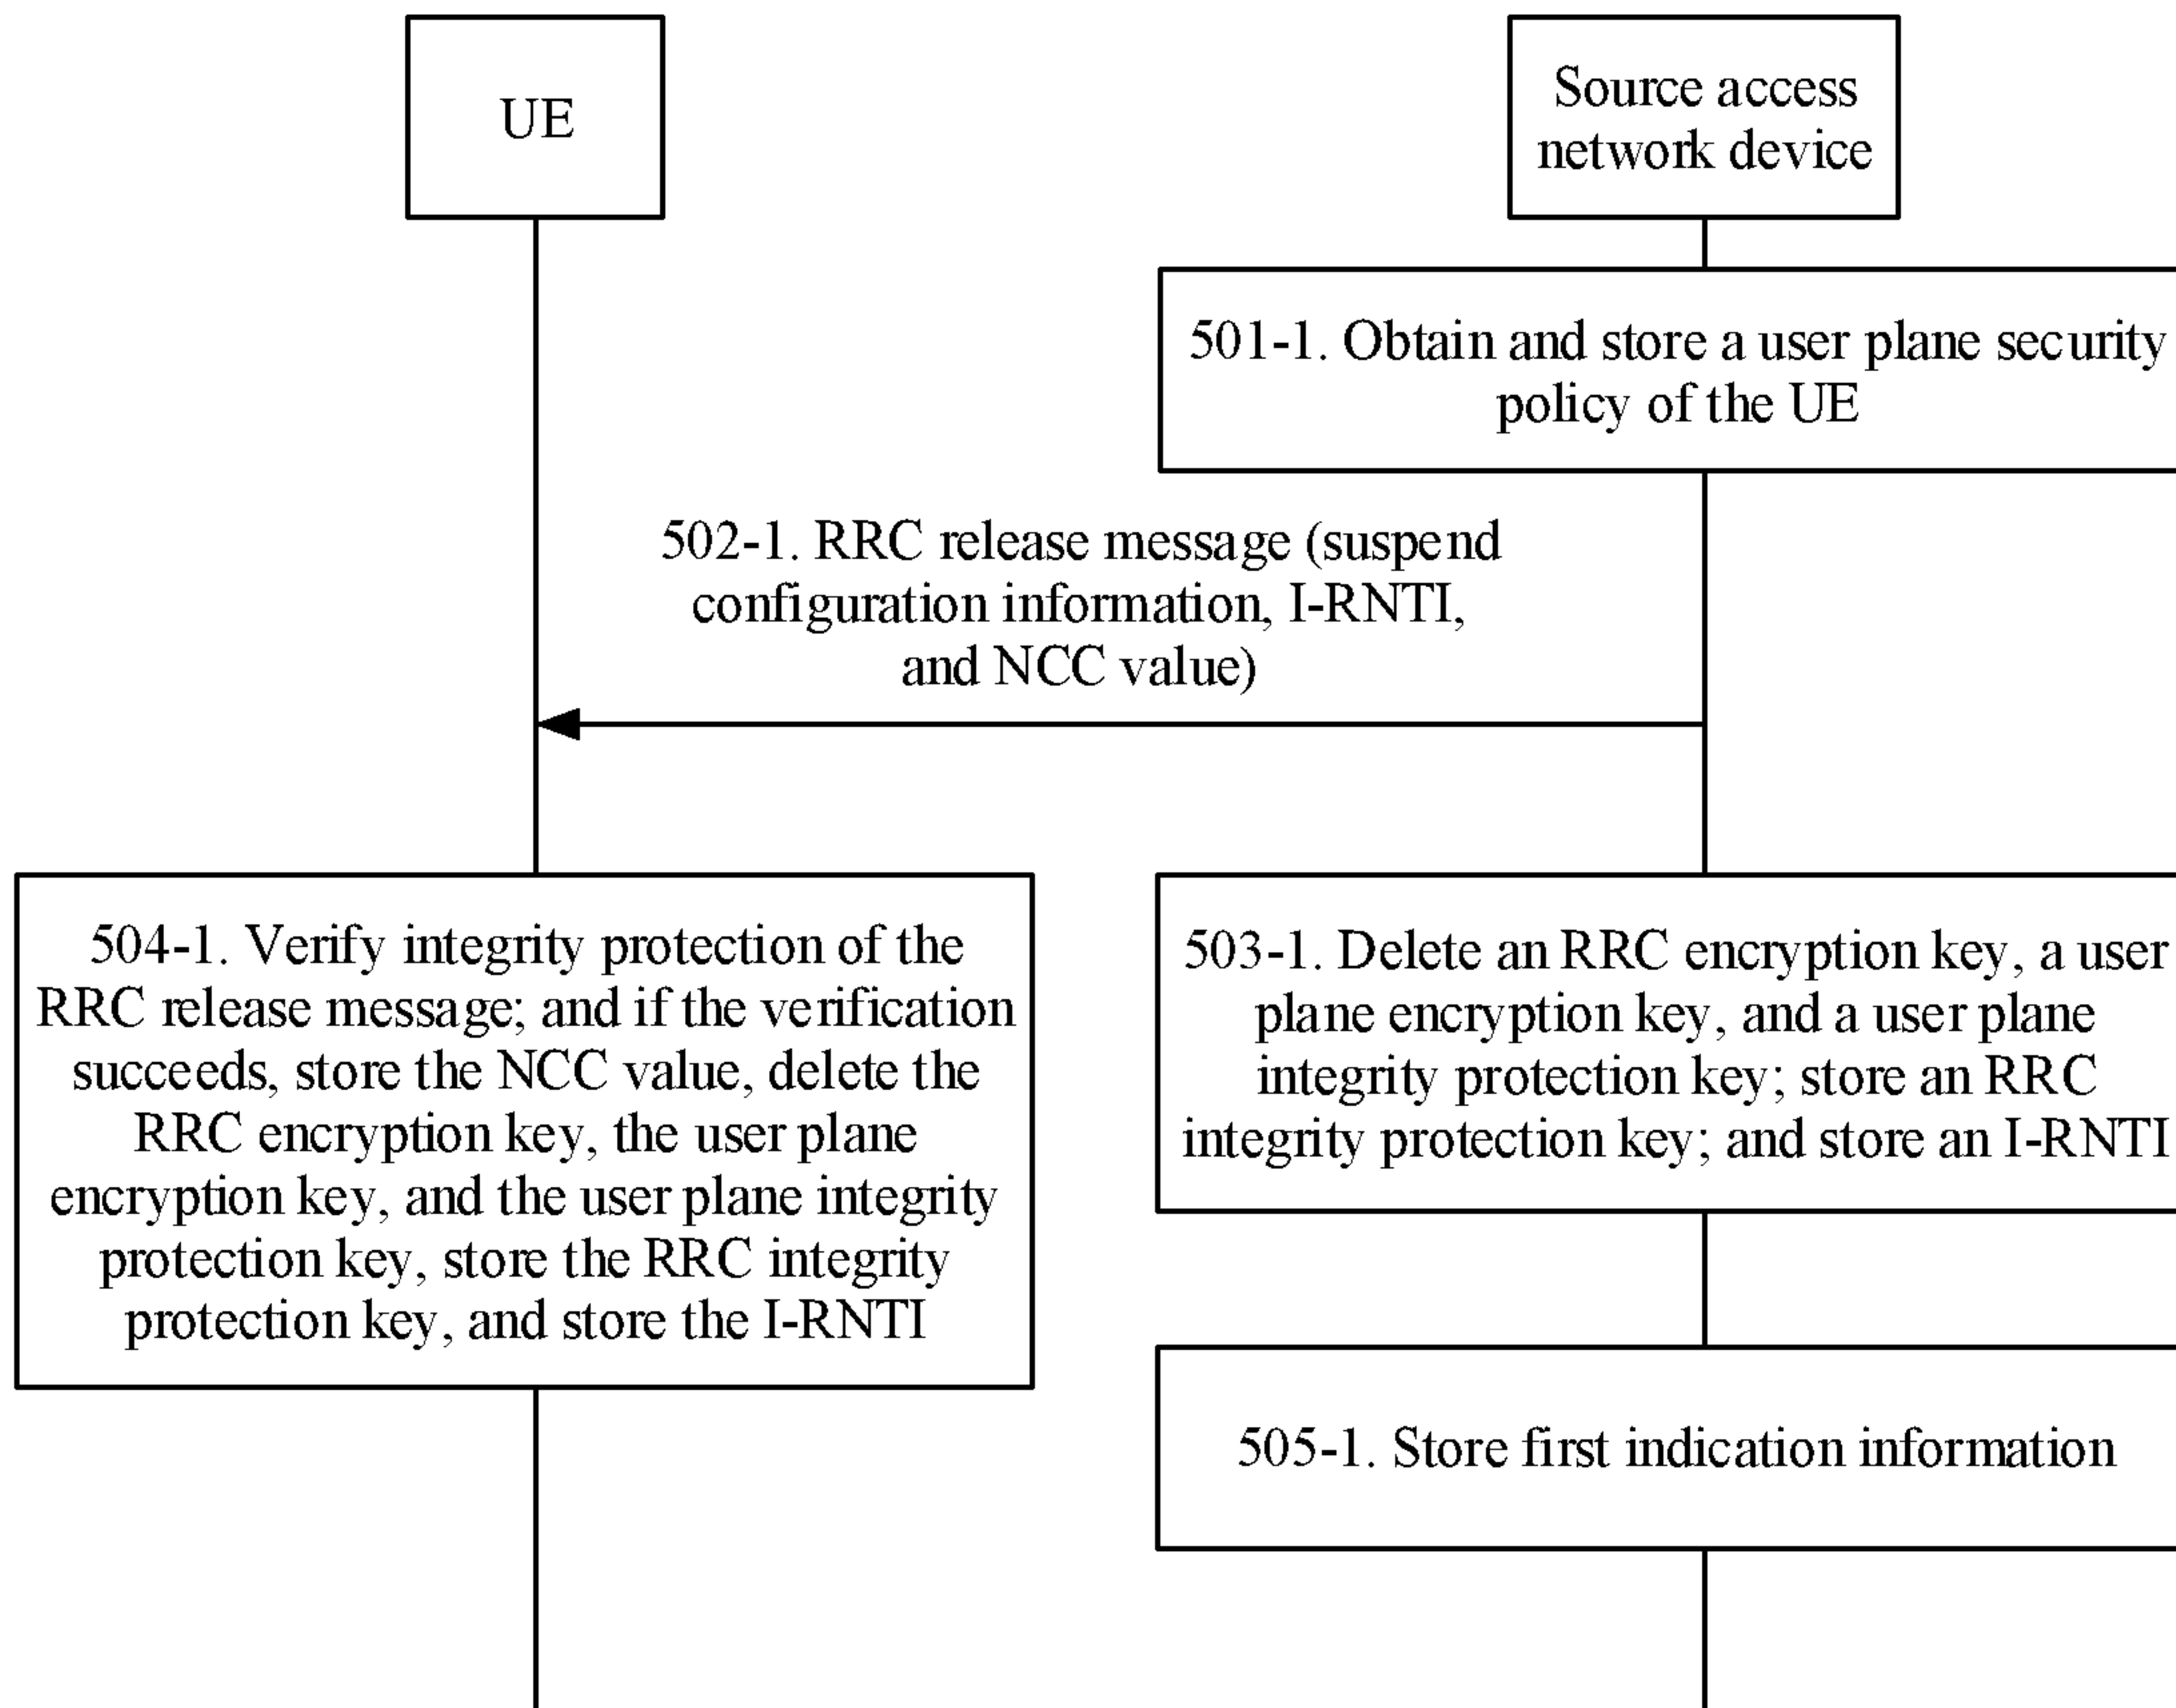 UE
Source access
network device
501-1. Obtain and store a user plane security
policy of the UE
502-1. RRC release message (suspend
configuration information, I-RNTI,
and NCC value)
504-1. Verify integrity protection of the
RRC release message; and if the verification
succeeds, store the NCC value, delete the
RRC encryption key, the user plane
encryption key, and the user plane integrity
protection key, store the RRC integrity
protection key, and store the I-RNTI
503-1. Delete an RRC encryption key, a user
plane encryption key, and a user plane
integrity protection key; store an RRC
integrity protection key; and store an I-RNTI
505-1. Store first indication information